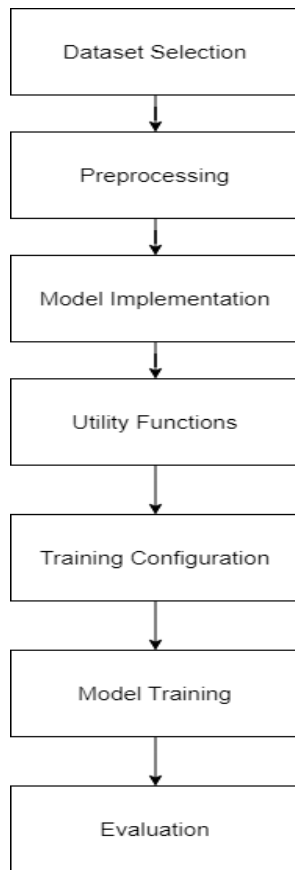 Dataset Selection
Preprocessing
Model Implementation
Utility Functions
Training Configuration
Model Training
Evaluation